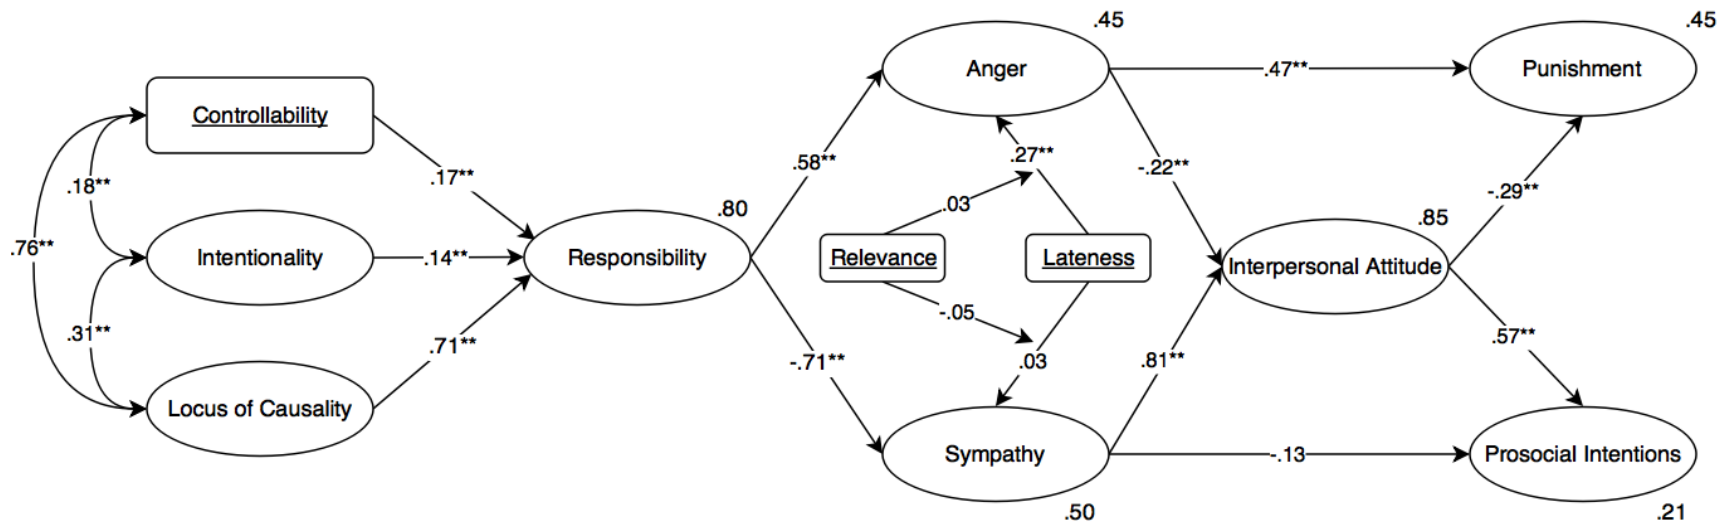 .45
.45
Anger
.47**
Punishment
Controllability
.58**
.27**
-.22**
.17**
.18**
-.29**
.03
.80
.85
.76**
Intentionality
.14**
Responsibility
Relevance
Lateness
Interpersonal Attitude
-.05
.31**
.71**
-.71**
.03
.81**
.57**
Locus of Causality
Sympathy
-.13
Prosocial Intentions
.50
.21